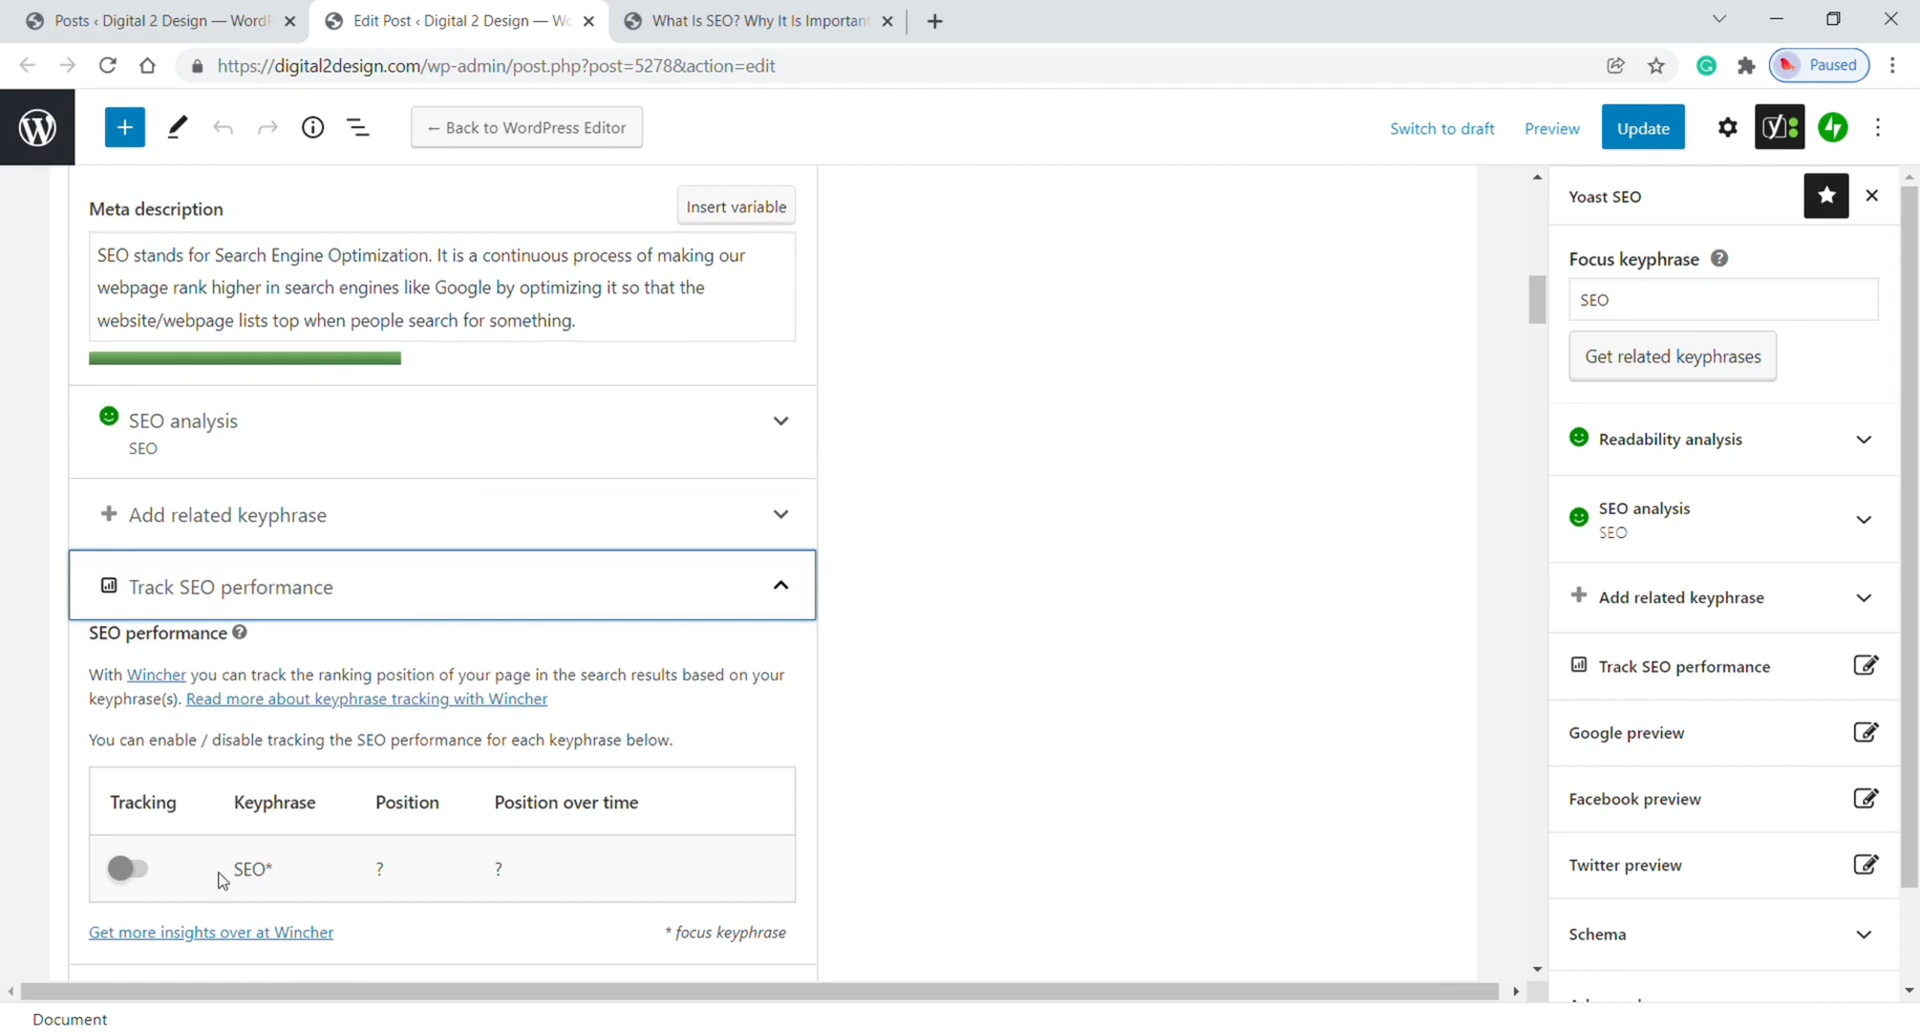 Posts ‹ Digital 2 Design — WordP
Edit Post ‹ Digital 2 Design — Wo
What Is SEO? Why It Is Important
https://digital2design.com/wp-admin/post.php?post=5278&action=edit
Paused
← Back to WordPress Editor
Switch to draft
Preview
Update
Meta description
Insert variable
SEO stands for Search Engine Optimization. It is a continuous process of making our
webpage rank higher in search engines like Google by optimizing it so that the
website/webpage lists top when people search for something.
SEO analysis
SEO
Add related keyphrase
Track SEO performance
SEO performance
With Wincher you can track the ranking position of your page in the search results based on your
keyphrase(s). Read more about keyphrase tracking with Wincher
You can enable / disable tracking the SEO performance for each keyphrase below.
Tracking Keyphrase Position Position over time
SEO* ? ?
Get more insights over at Wincher
* focus keyphrase
Yoast SEO
Focus keyphrase
SEO
Get related keyphrases
Readability analysis
SEO analysis
SEO
Add related keyphrase
Track SEO performance
Google preview
Facebook preview
Twitter preview
Schema
Document